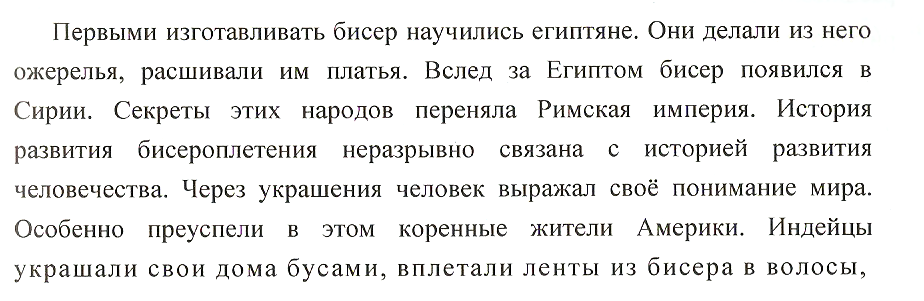 Первыми изготавливать бисер научились египтяне. Они делали из него
ожерелья, расшивали им платья. Вслед за Египтом бисер появился в
Сирии. Секреты этих народов переняла Римская империя. История
развития бисероплетения неразрывно связана с историей развития
человечества. Через украшения человек выражал своё понимание мира.
Особенно преуспели в этом коренные жители Америки. Индейцы
украшали свои дома бусами, вплетали ленты из бисера в волосы,